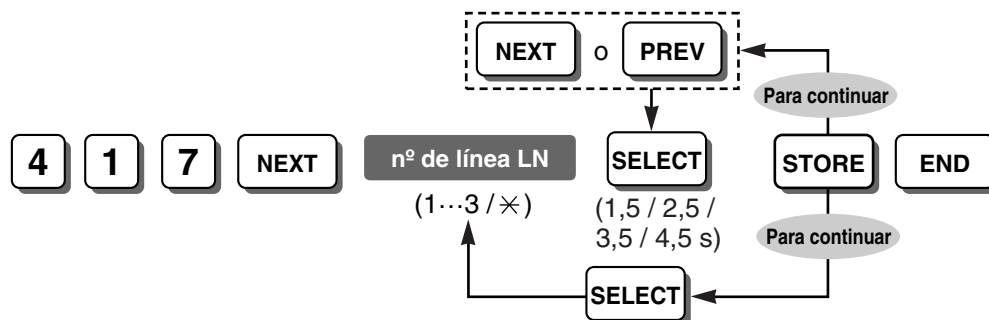 NEXT o PREV
Para continuar
4 1 7 NEXT nº de línea LN SELECT STORE END
(1···3 / ✳)
(1,5 / 2,5 /
3,5 / 4,5 s)
Para continuar
SELECT